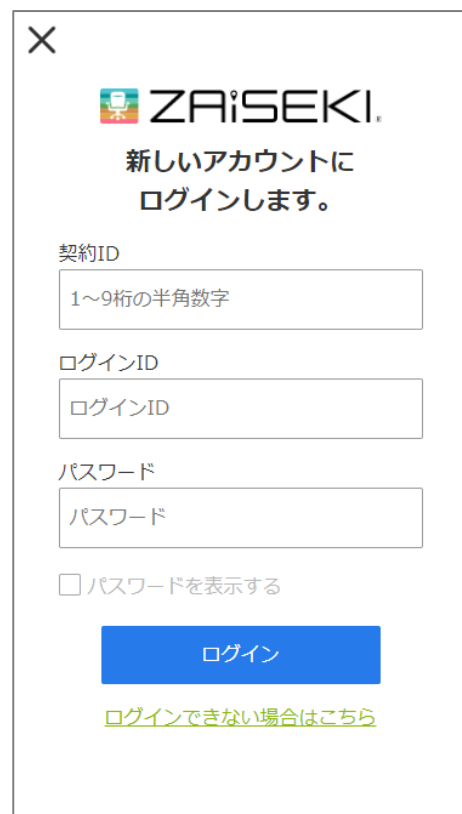 ZAiSEKI
新しいアカウントに
ログインします。
契約ID
1～9桁の半角数字
ログインID
ログインID
パスワード
パスワード
パスワードを表示する
ログイン
ログインできない場合はこちら